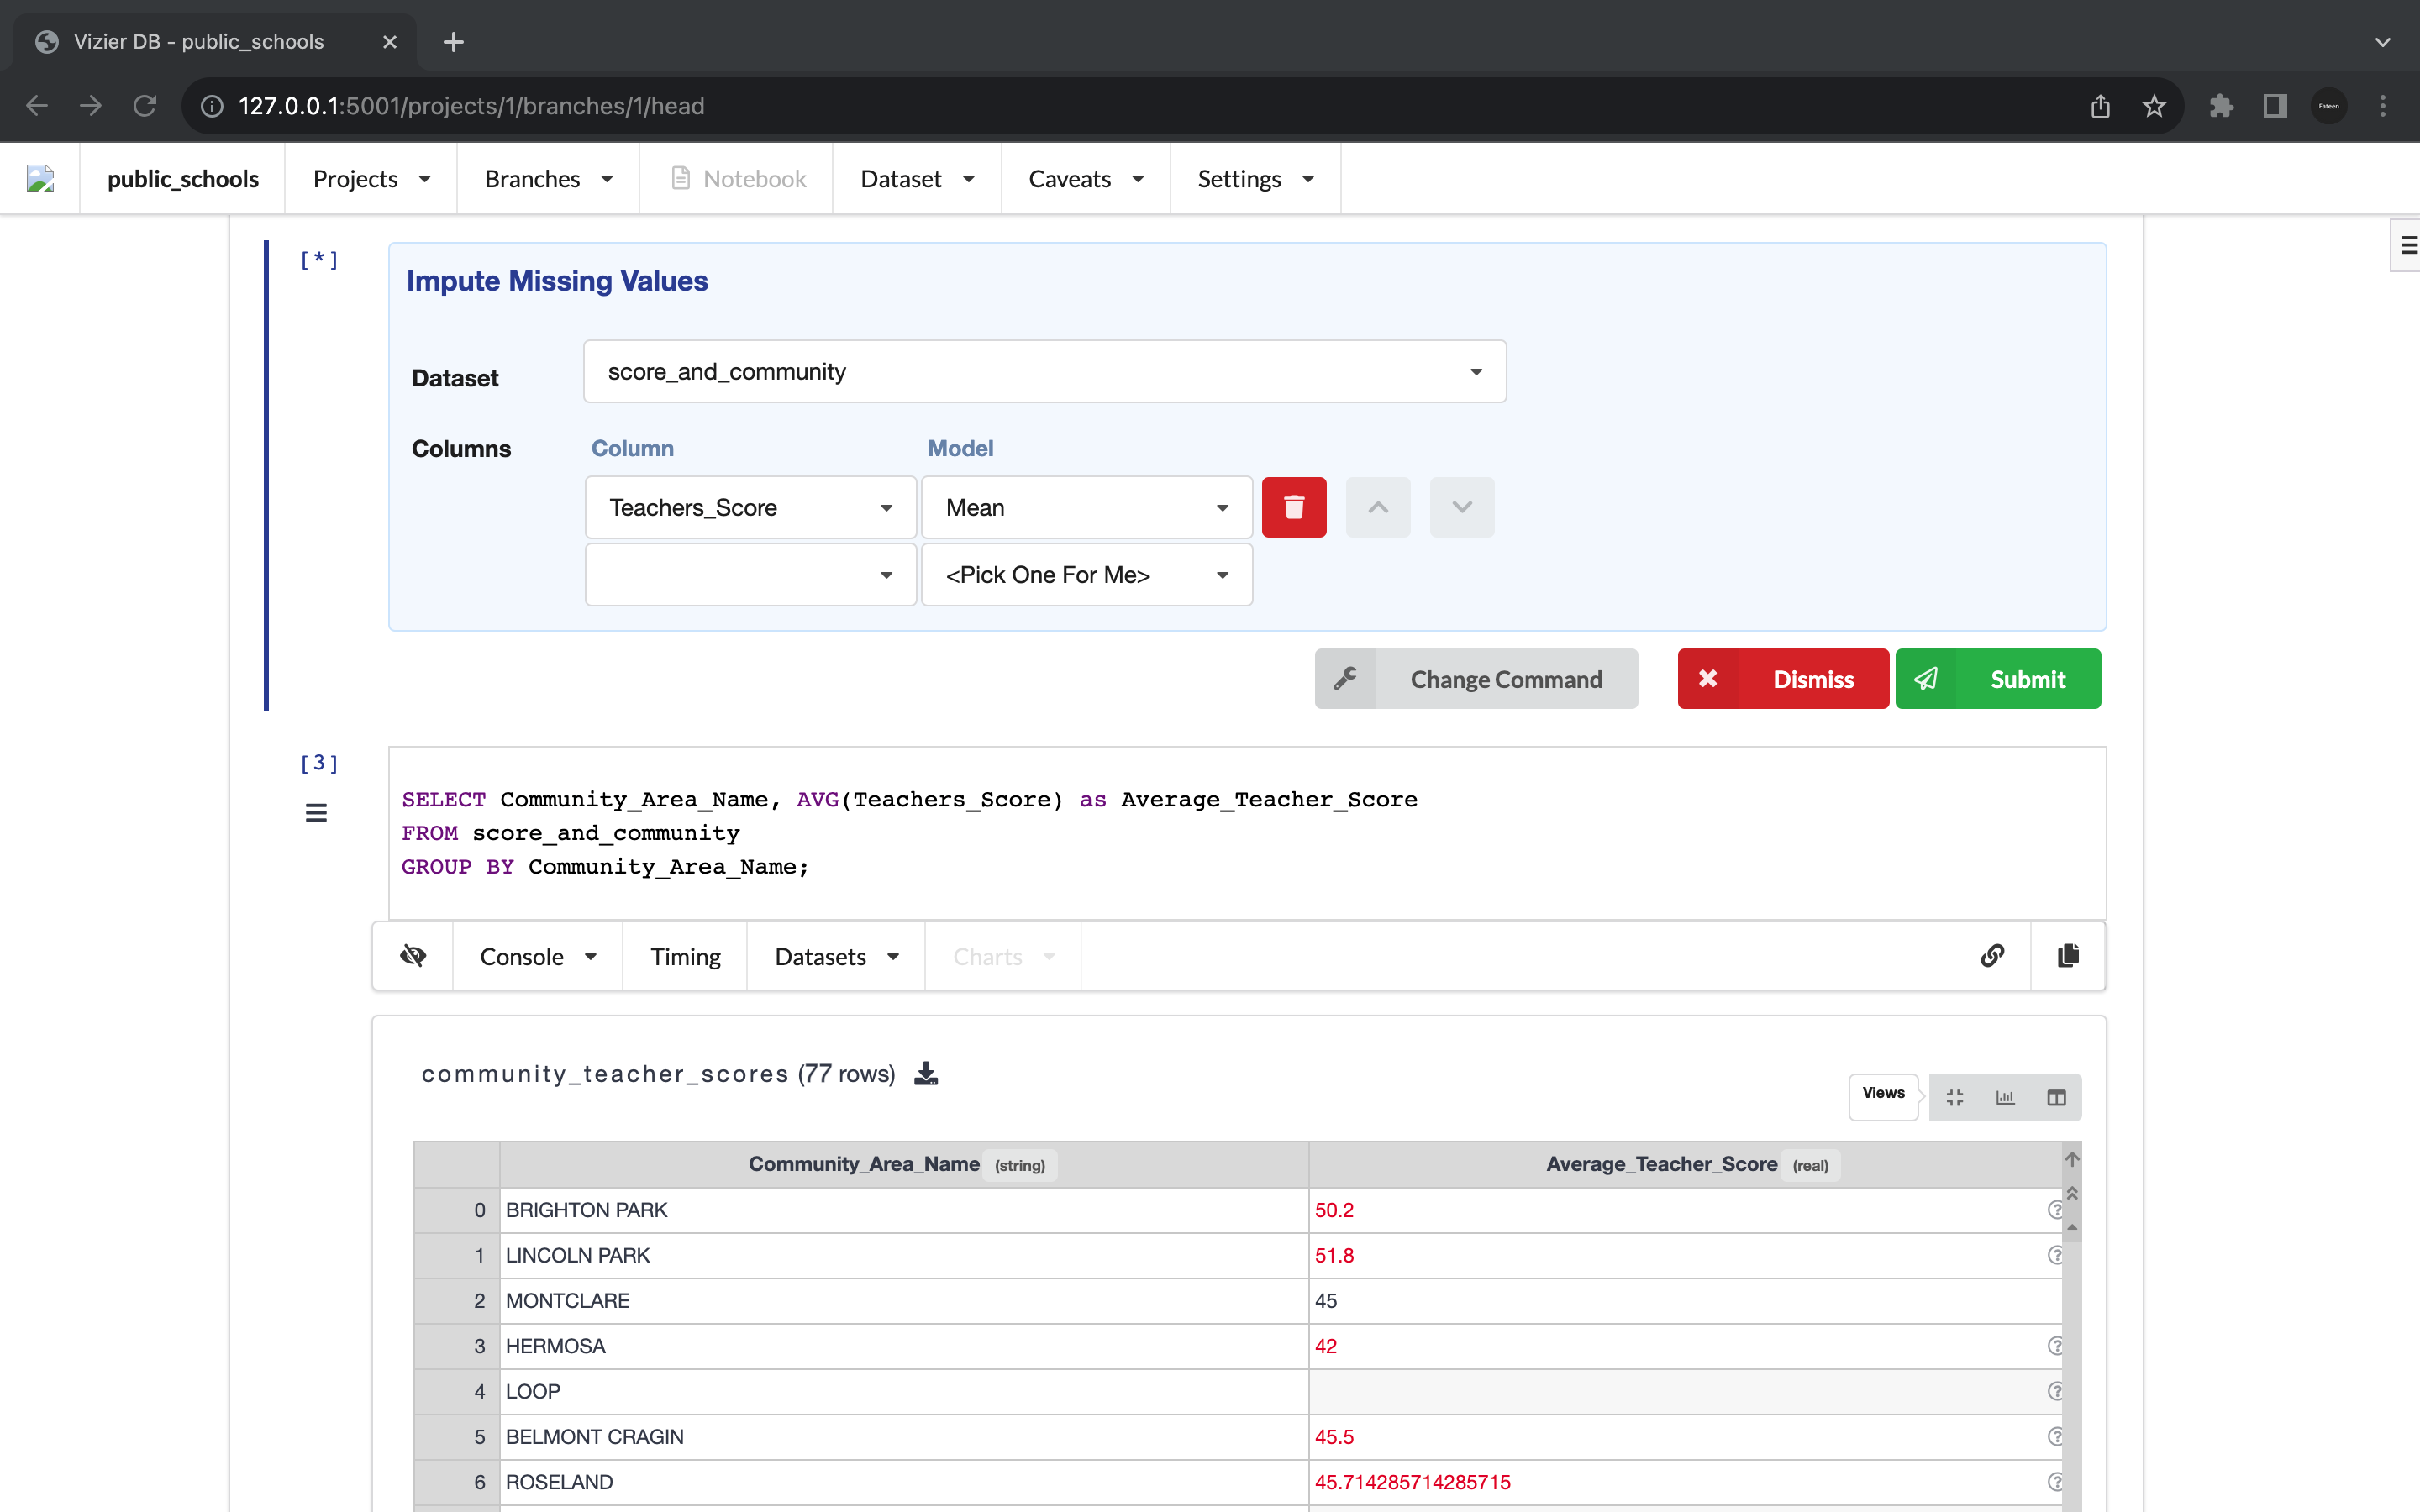 Vizier DB - public_schools
127.0.0.1:5001/projects/1/branches/1/head
Fateen
public_schools Projects Branches Notebook Dataset Caveats Settings
[*]
Impute Missing Values
Dataset score_and_community
Columns Column Model
Teachers_Score Mean
<Pick One For Me>
Change Command Dismiss Submit
[3]
SELECT Community_Area_Name, AVG(Teachers_Score) as Average_Teacher_Score
FROM score_and_community
GROUP BY Community_Area_Name;
Console Timing Datasets Charts
community_teacher_scores (77 rows)
Views
Community_Area_Name (string) Average_Teacher_Score (real)
0 BRIGHTON PARK 50.2
1 LINCOLN PARK 51.8
2 MONTCLARE 45
3 HERMOSA 42
4 LOOP
5 BELMONT CRAGIN 45.5
6 ROSELAND 45.714285714285715